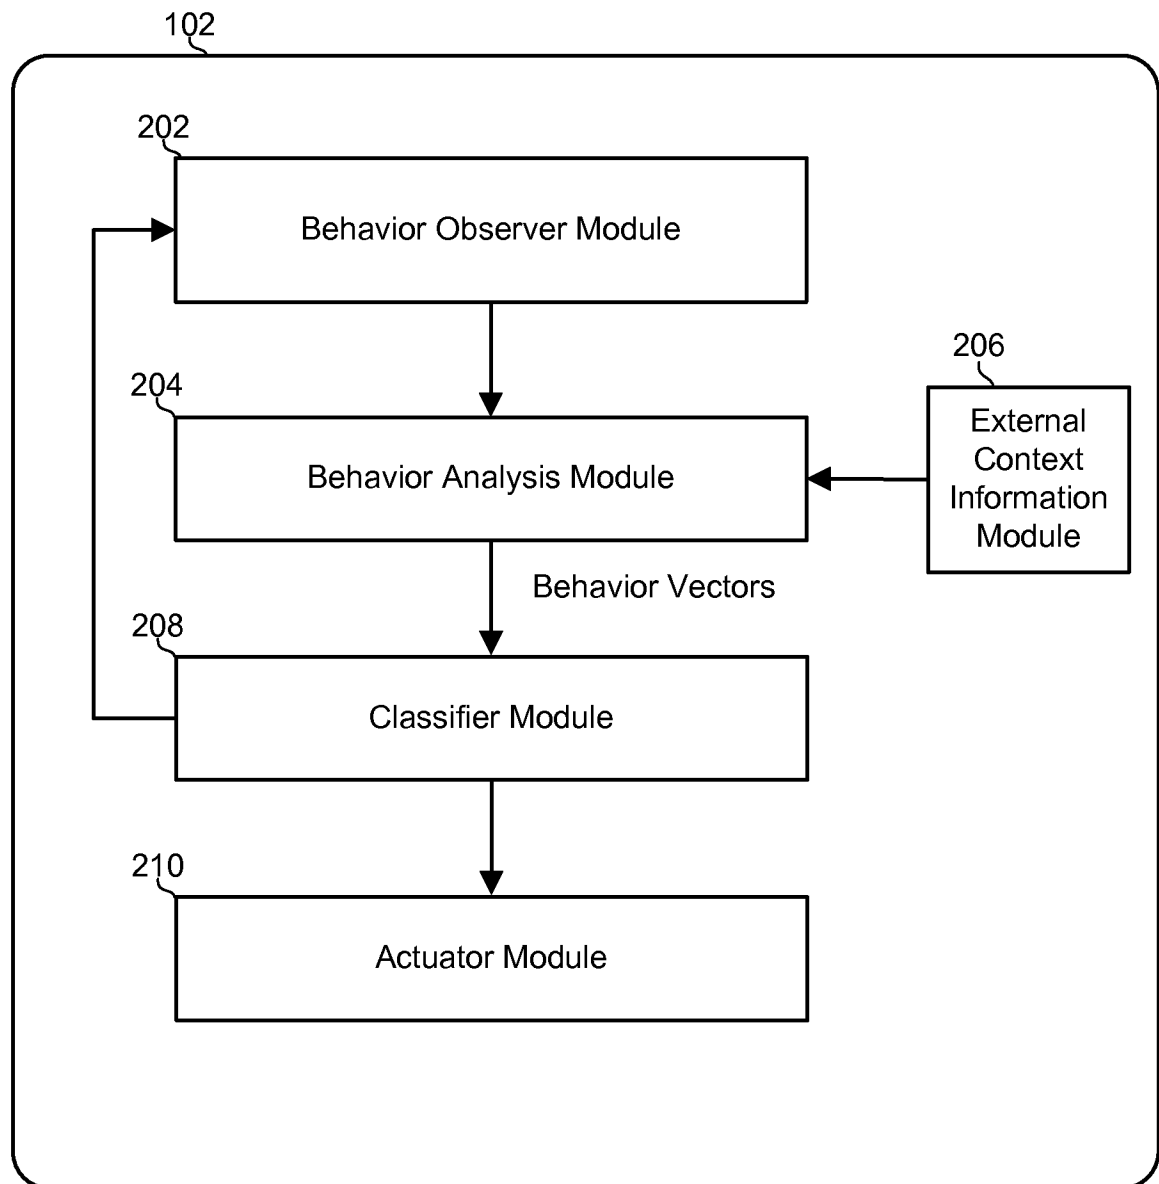 102
202
Behavior Observer Module
204
Behavior Analysis Module
206
External
Context
Information
Module
Behavior Vectors
208
Classifier Module
210
Actuator Module